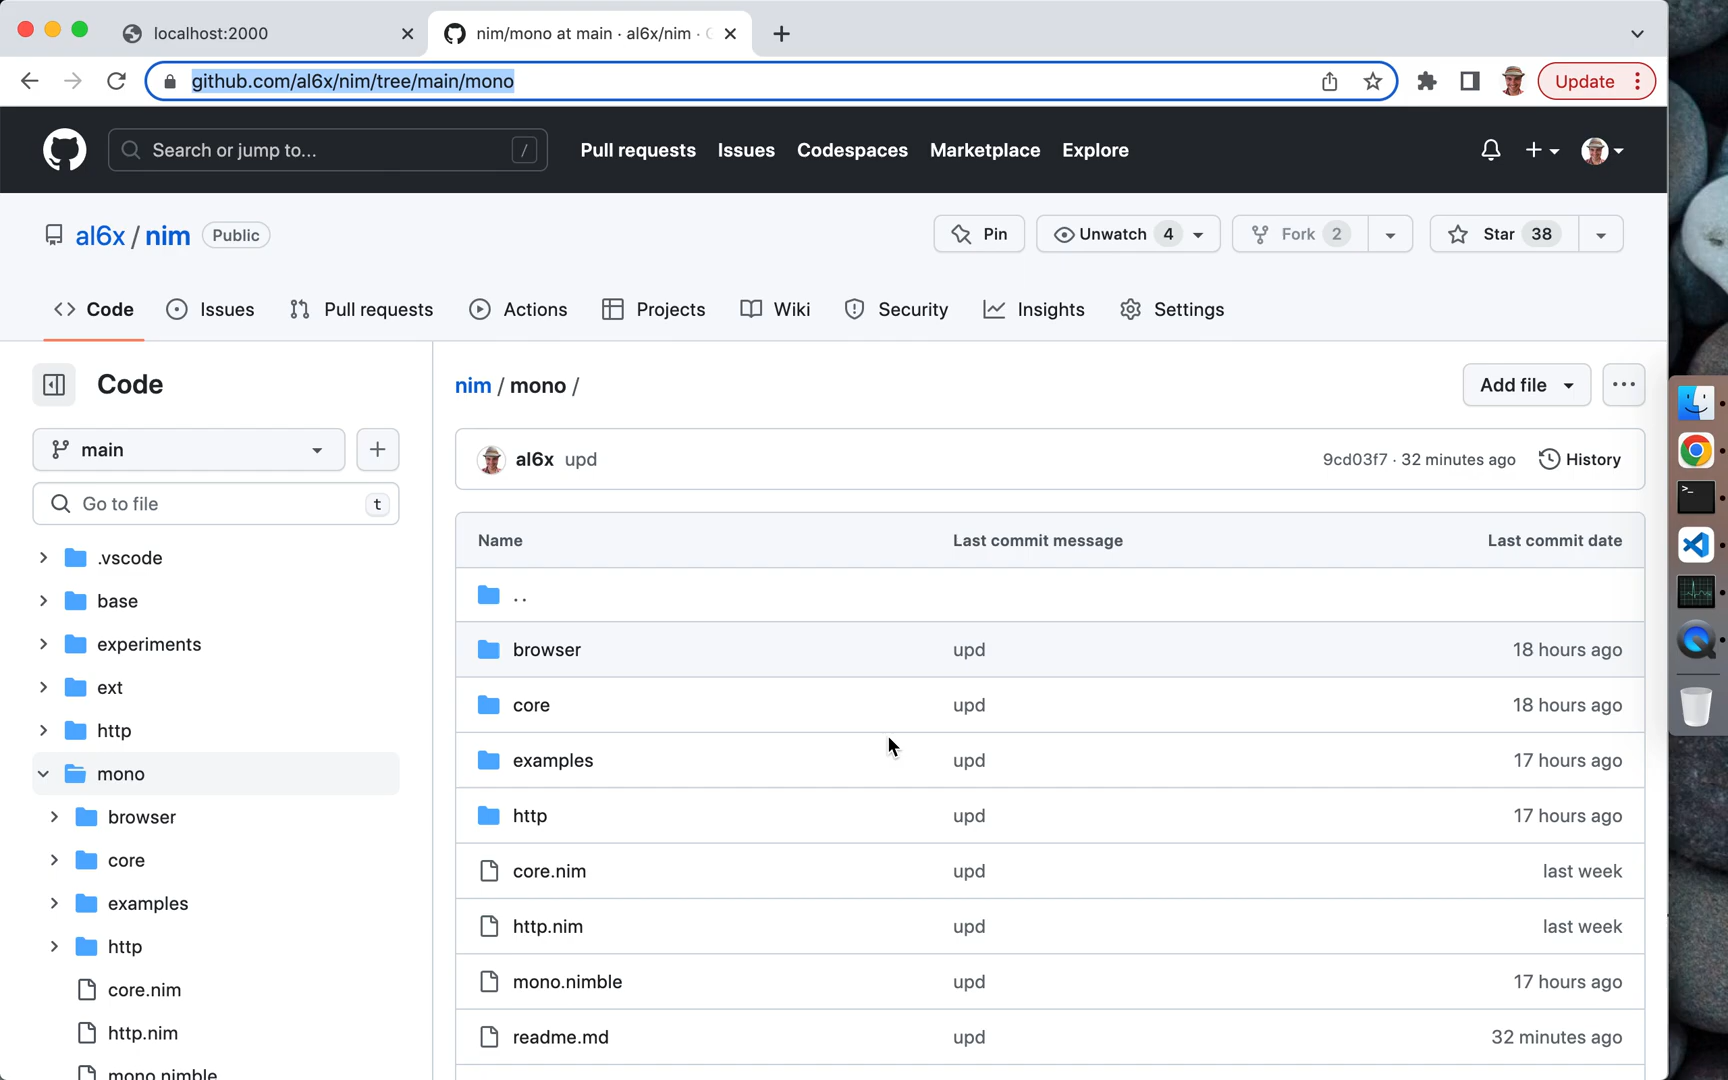 localhost:2000
nim/mono at main · al6x/nim ·
github.com/al6x/nim/tree/main/mono
Update
Search or jump to...
/
Pull requests
Issues
Codespaces
Marketplace
Explore
al6x / nim
Public
Pin
Unwatch 4
Fork 2
Star 38
Code
Issues
Pull requests
Actions
Projects
Wiki
Security
Insights
Settings
Code
main
Go to file
t
.vscode
base
experiments
ext
http
mono
browser
core
examples
http
core.nim
http.nim
mono.nimble
nim / mono /
Add file
al6x upd
9cd03f7 · 32 minutes ago
History
Name Last commit message Last commit date
..
browser upd 18 hours ago
core upd 18 hours ago
examples upd 17 hours ago
http upd 17 hours ago
core.nim upd last week
http.nim upd last week
mono.nimble upd 17 hours ago
readme.md upd 32 minutes ago